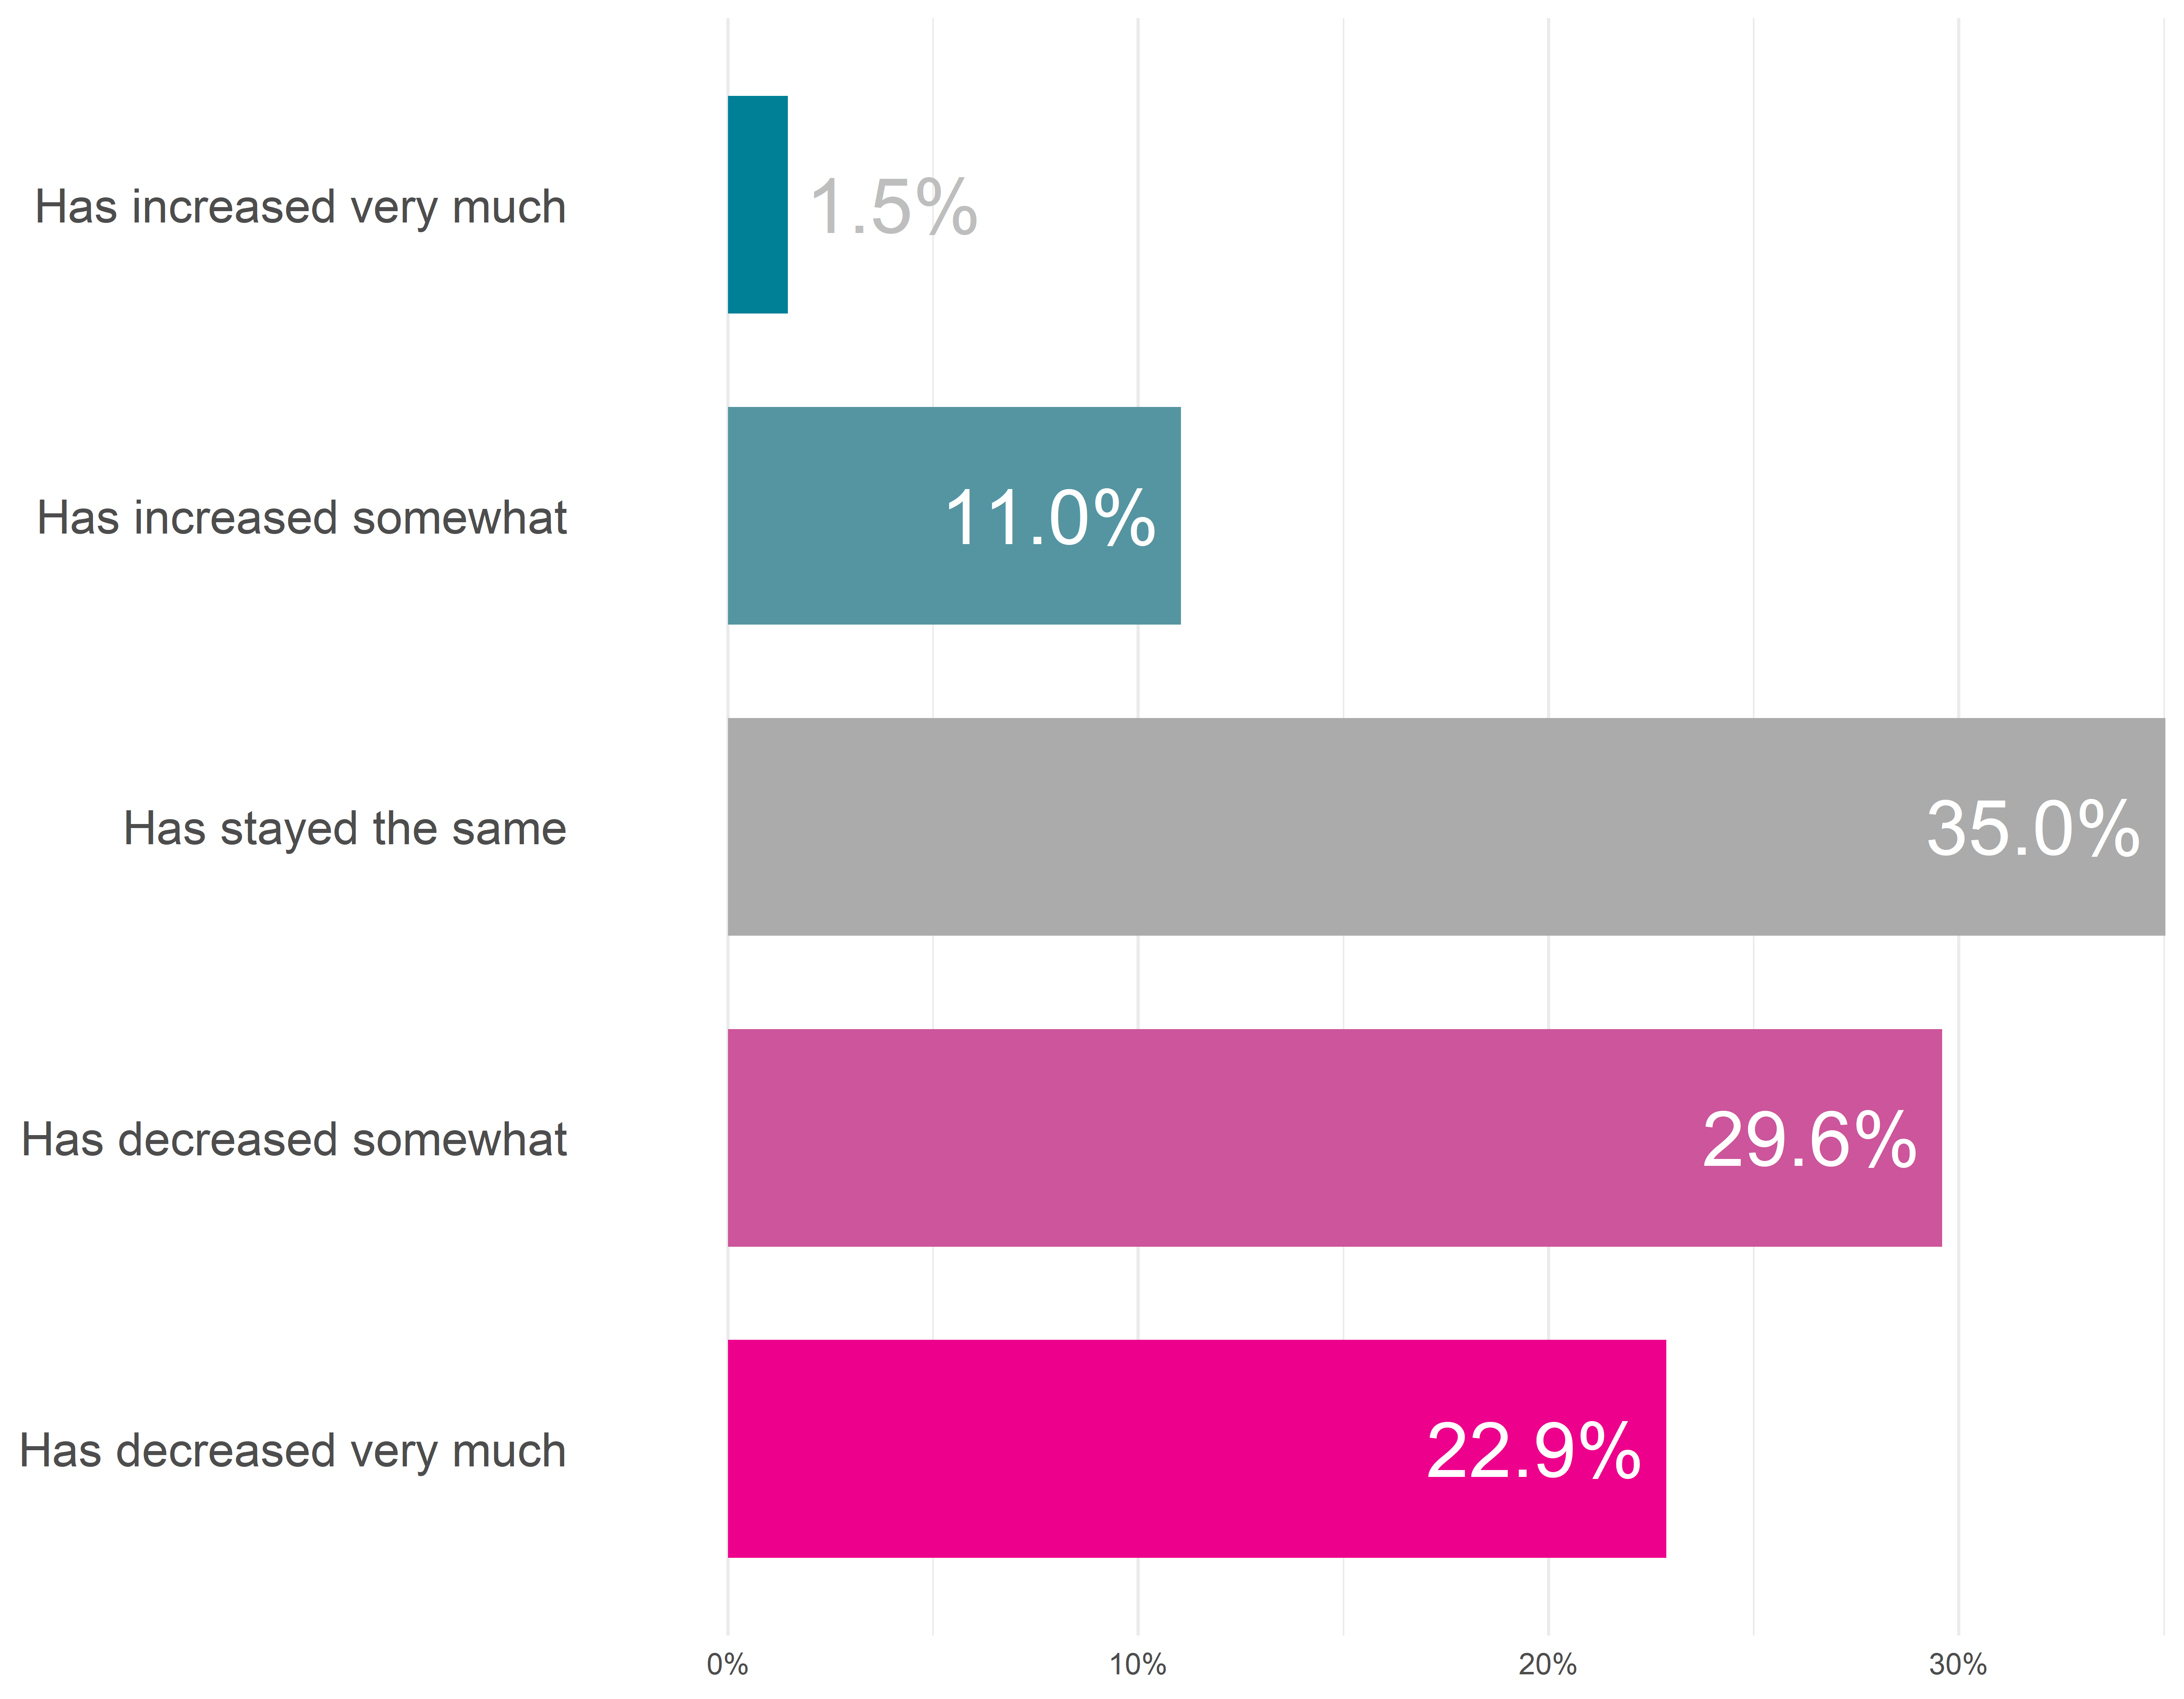 Has increased very much
1.5%
Has increased somewhat
11.0%
Has stayed the same
35.0%
Has decreased somewhat
29.6%
Has decreased very much
22.9%
0% 10% 20% 30%